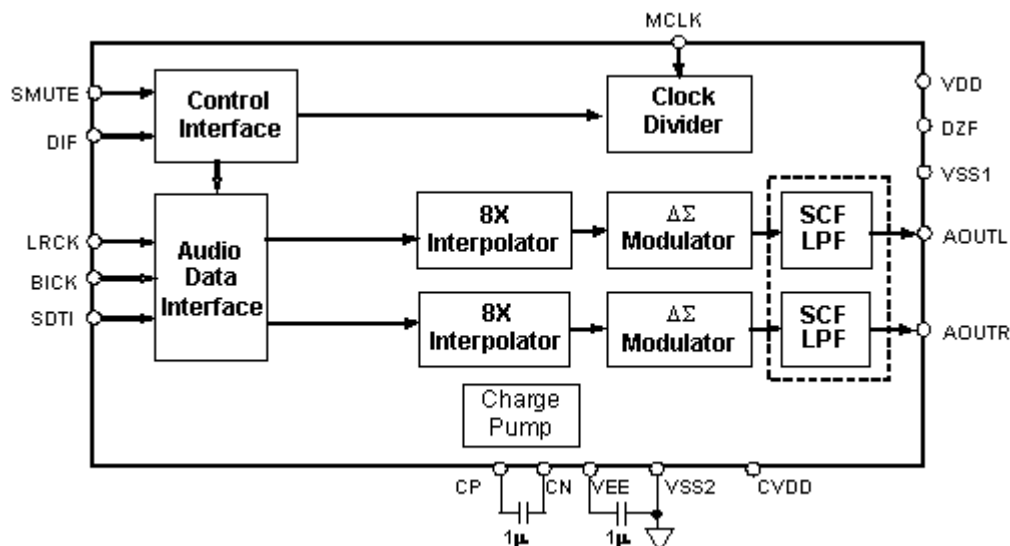 MCLK
SMUTE
DIF
Control
Interface
Clock
Divider
VDD
DZF
VSS1
LRCK
BICK
SDTI
Audio
Data
Interface
8X
Interpolator
ΔΣ
Modulator
SCF
LPF
AOUTL
8X
Interpolator
ΔΣ
Modulator
SCF
LPF
AOUTR
Charge
Pump
CP
CN
VEE
VSS2
CVDD
1μ
1μ